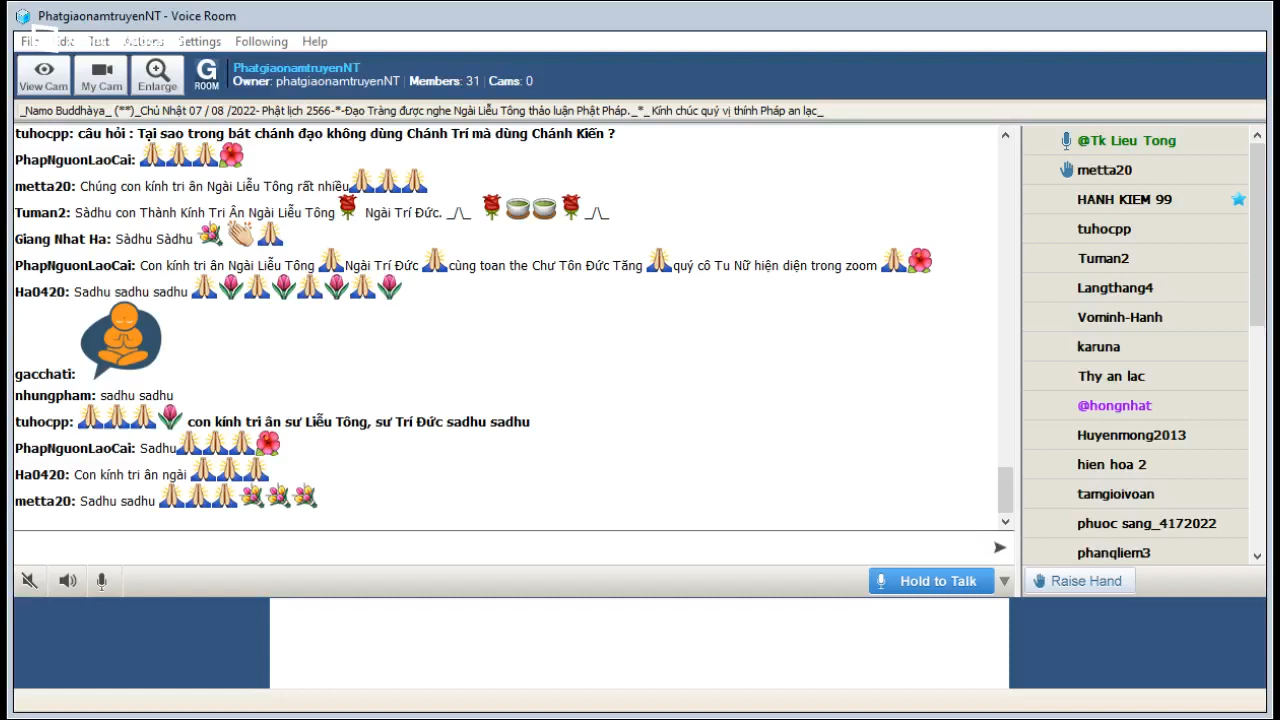 PhatgiaonamtruyenNT - Voice Room
Settings Following Help
View Cam My Cam Enlarge
G ROOM
PhatgiaonamtruyenNT
Owner: phatgiaonamtruyenNT | Members: 31 | Cams: 0
_Namo Buddhàya_ (**)_Chủ Nhật 07 / 08 /2022- Phật lịch 2566-*-Đạo Tràng được nghe Ngài Liễu Tông thảo luận Phật Pháp._*_ Kính chúc quý vị thính Pháp an lạc_
tuhocpp: câu hỏi : Tại sao trong bát chánh đạo không dùng Chánh Trí mà dùng Chánh Kiến ?
PhapNguonLaoCai: 🙏🙏🙏🌺
metta20: Chúng con kính tri ân Ngài Liễu Tông rất nhiều🙏🙏🙏
Tuman2: Sàdhu con Thành Kính Tri Ân Ngài Liễu Tông 🌹 Ngài Trí Đức. _/\_ 🌹🍵🍵🌹_/\_
Giang Nhat Ha: Sàdhu Sàdhu 💐👏🙏
PhapNguonLaoCai: Con kính tri ân Ngài Liễu Tông 🙏Ngài Trí Đức 🙏cùng toan the Chư Tôn Đức Tăng 🙏quý cô Tu Nữ hiện diện trong zoom 🙏🌺
Ha0420: Sadhu sadhu sadhu 🙏🌷🙏🌷🙏🌷🙏🌷
gacchati:
nhungpham: sadhu sadhu
tuhocpp: 🙏🙏🙏🌷 con kính tri ân sư Liễu Tông, sư Trí Đức sadhu sadhu
PhapNguonLaoCai: Sadhu🙏🙏🙏🌺
Ha0420: Con kính tri ân ngài 🙏🙏🙏
metta20: Sadhu sadhu 🙏🙏🙏💐💐💐
Hold to Talk
@Tk Lieu Tong
metta20
HANH KIEM 99
tuhocpp
Tuman2
Langthang4
Vominh-Hanh
karuna
Thy an lac
@hongnhat
Huyenmong2013
hien hoa 2
tamgioivoan
phuoc sang_4172022
phanqliem3
Raise Hand